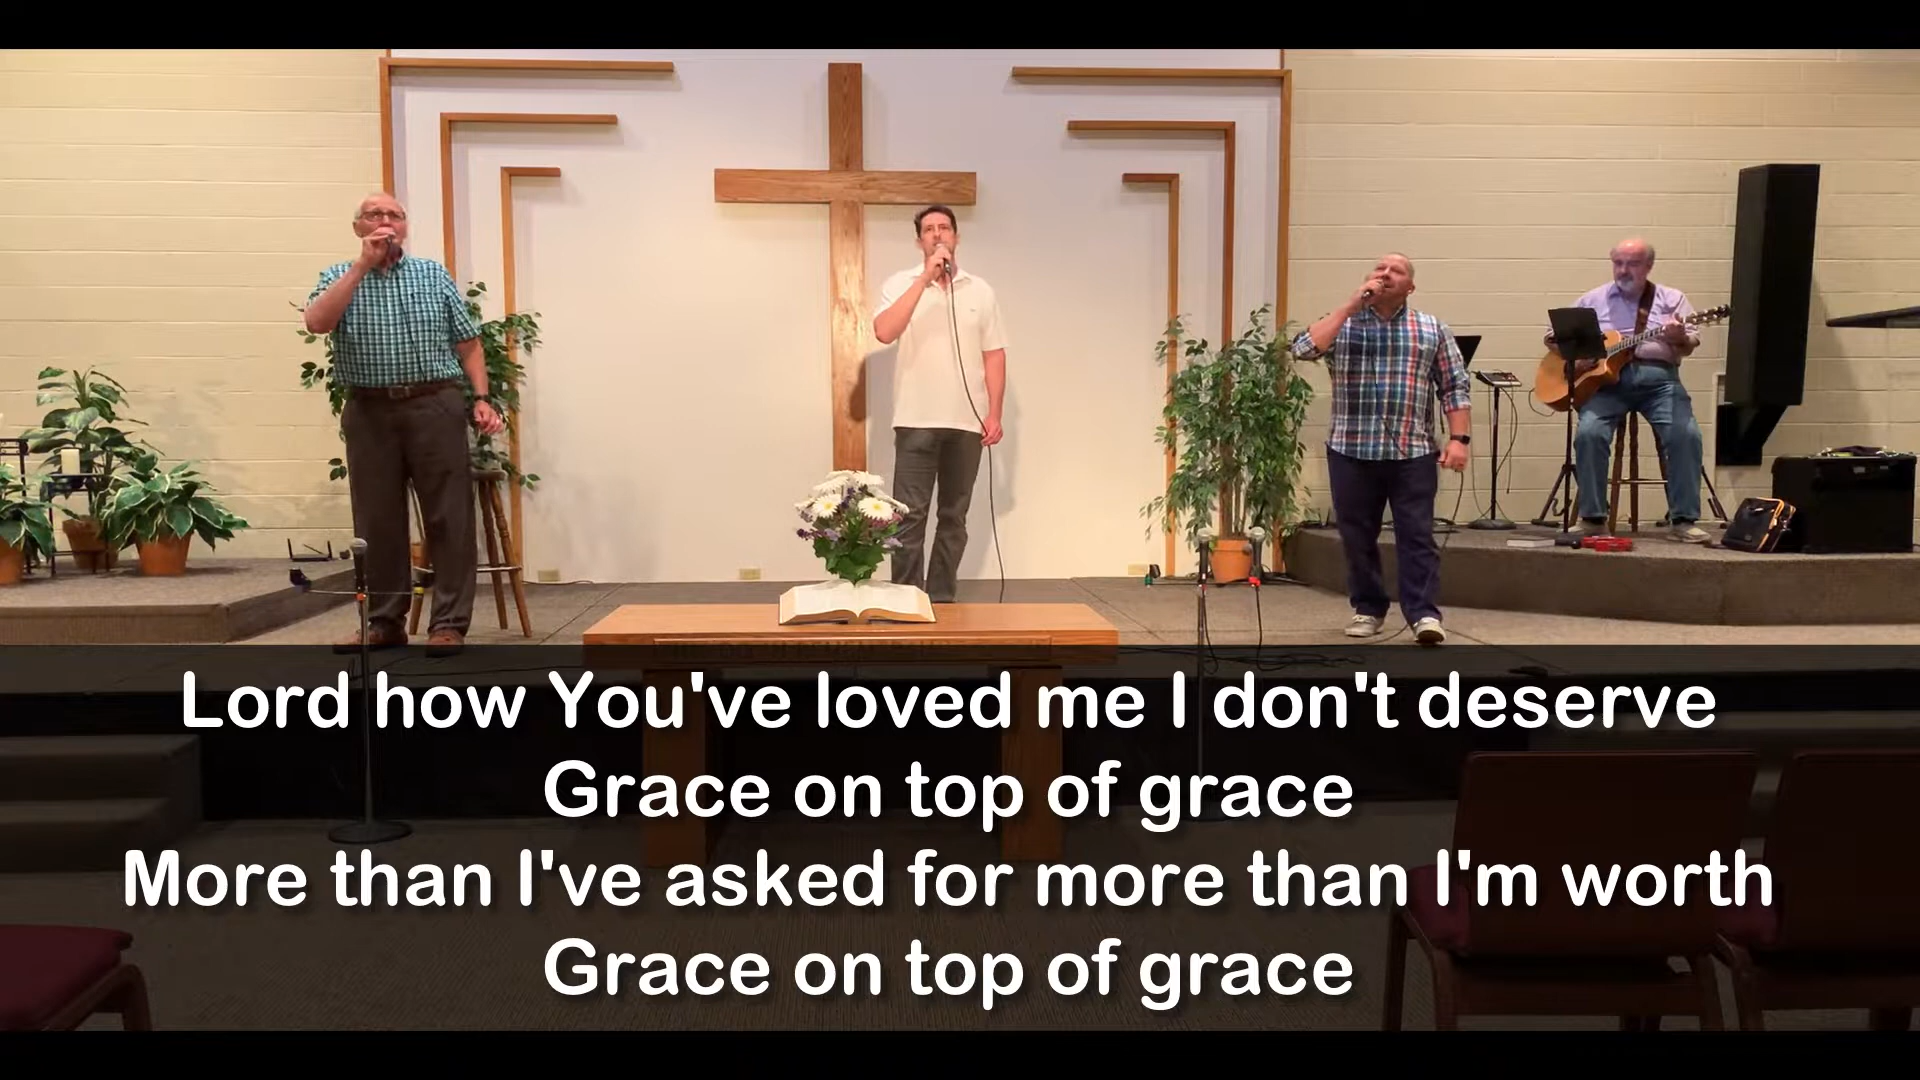 Lord how You've loved me I don't deserve
Grace on top of grace
More than I've asked for more than I'm worth
Grace on top of grace